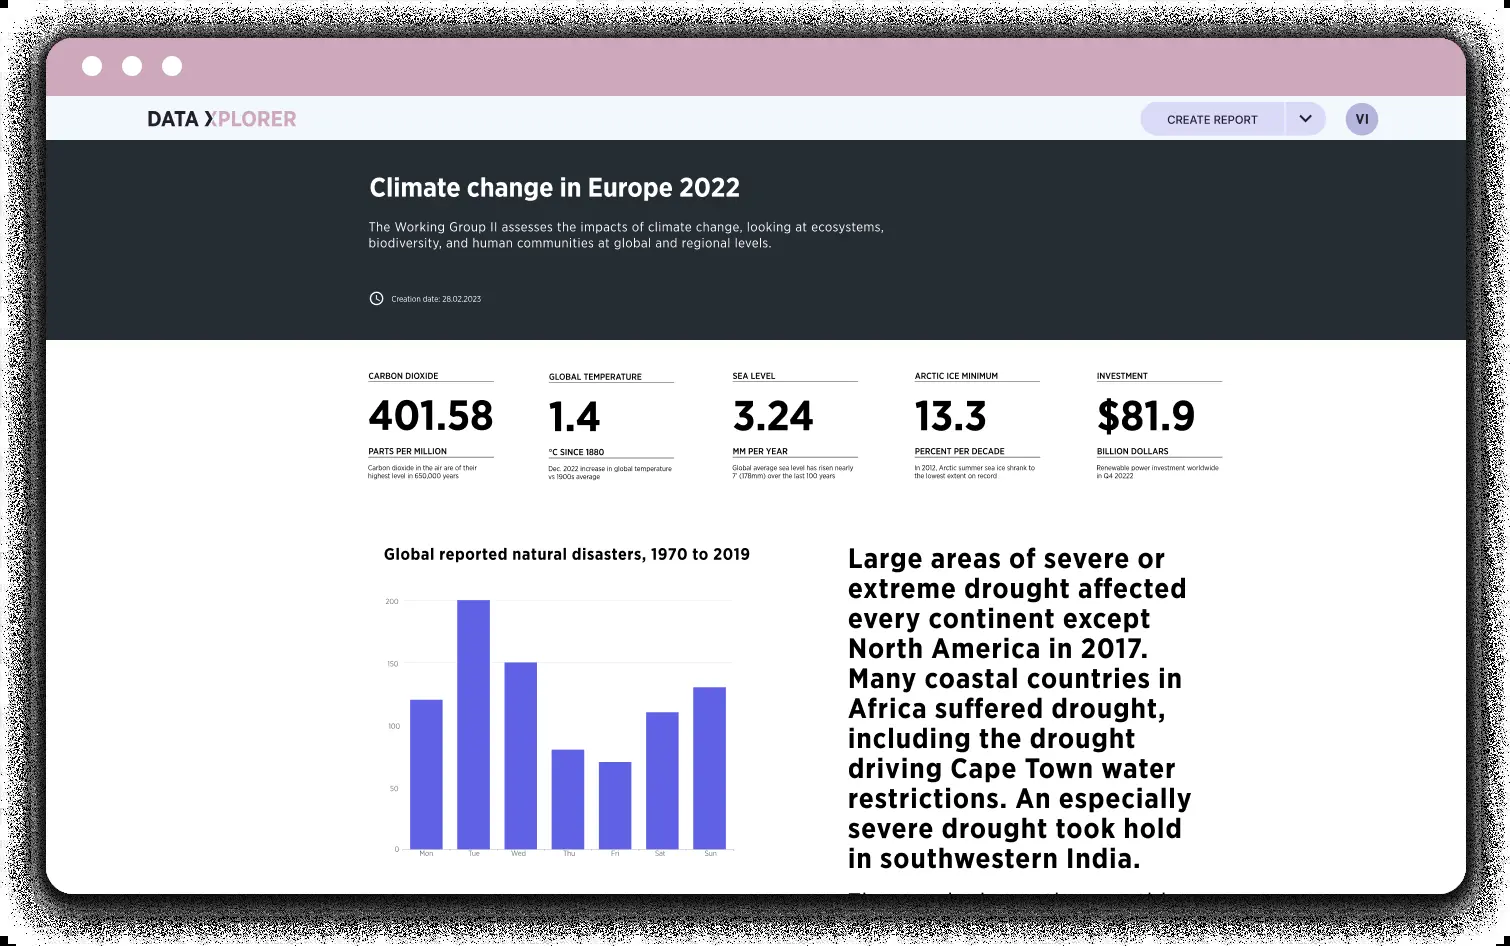 DATA XPLORER
CREATE REPORT
VI
Climate change in Europe 2022
The Working Group II assesses the impacts of climate change, looking at ecosystems,
biodiversity, and human communities at global and regional levels.
Creation date: 28.02.2023
CARBON DIOXIDE
401.58
PARTS PER MILLION
Carbon dioxide in the air are of their
highest level in 650,000 years
GLOBAL TEMPERATURE
1.4
°C SINCE 1880
Dec. 2022 increase in global temperature
vs 1900s average
SEA LEVEL
3.24
MM PER YEAR
Global average sea level has risen nearly
7' (178mm) over the last 100 years
ARCTIC ICE MINIMUM
13.3
PERCENT PER DECADE
In 2012, Arctic summer sea ice shrank to
the lowest extent on record
INVESTMENT
$81.9
BILLION DOLLARS
Renewable power investment worldwide
in Q4 20222
Global reported natural disasters, 1970 to 2019
200
150
100
50
0
Mon Tue Wed Thu Fri Sat Sun
Large areas of severe or
extreme drought affected
every continent except
North America in 2017.
Many coastal countries in
Africa suffered drought,
including the drought
driving Cape Town water
restrictions. An especially
severe drought took hold
in southwestern India.